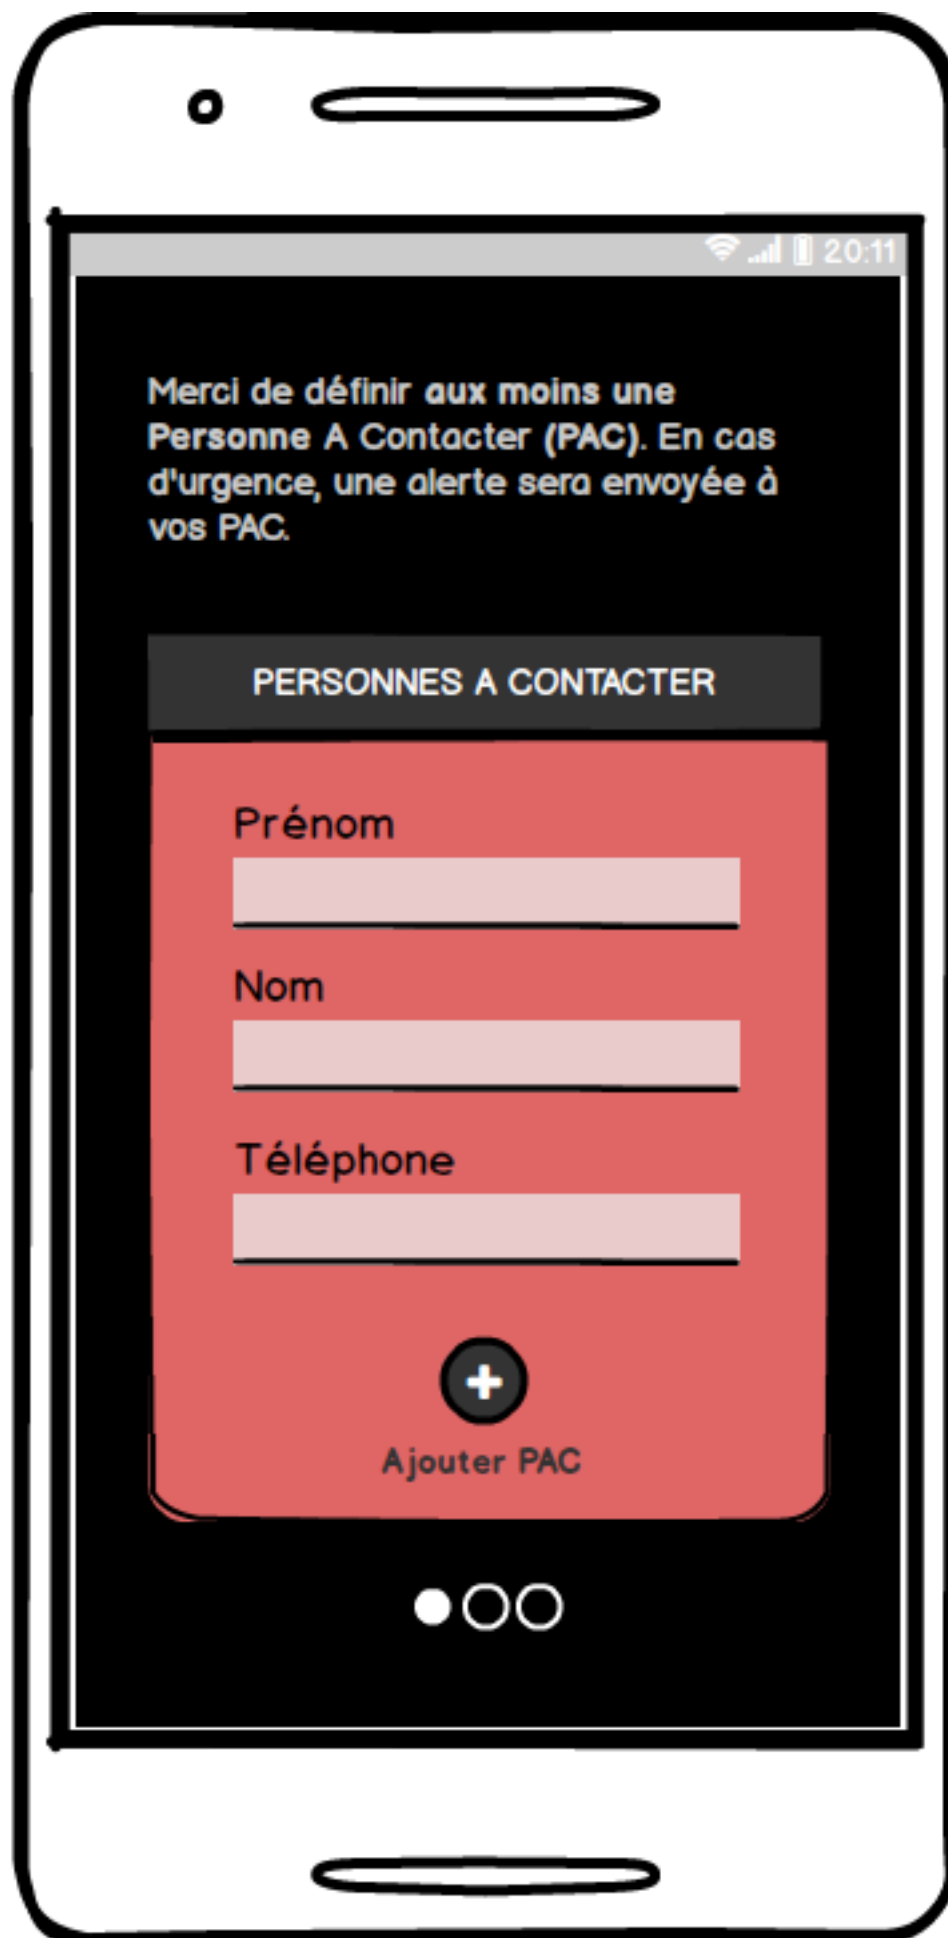 20:11
Merci de définir aux moins une
Personne A Contacter (PAC). En cas
d'urgence, une alerte sera envoyée à
vos PAC.
PERSONNES A CONTACTER
Prénom
Nom
Téléphone
+
Ajouter PAC